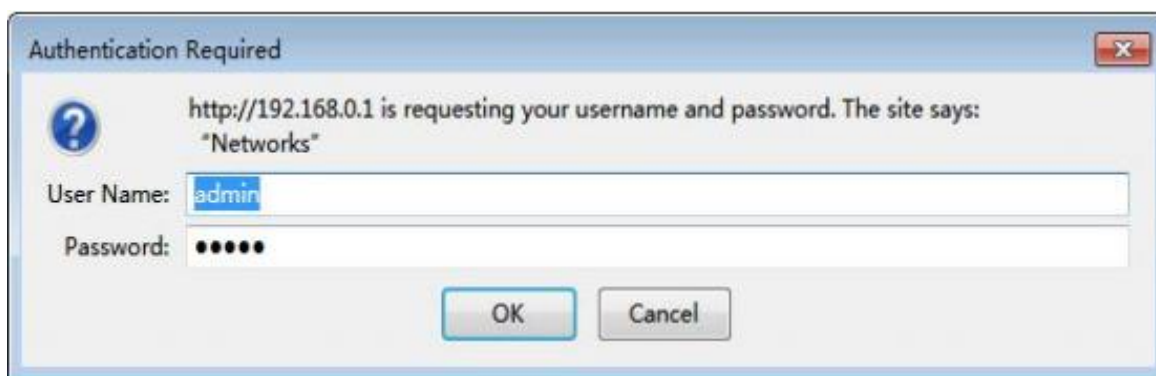 Authentication Required
http://192.168.0.1 is requesting your username and password. The site says:
"Networks"
User Name: admin
Password: •••••
OK Cancel